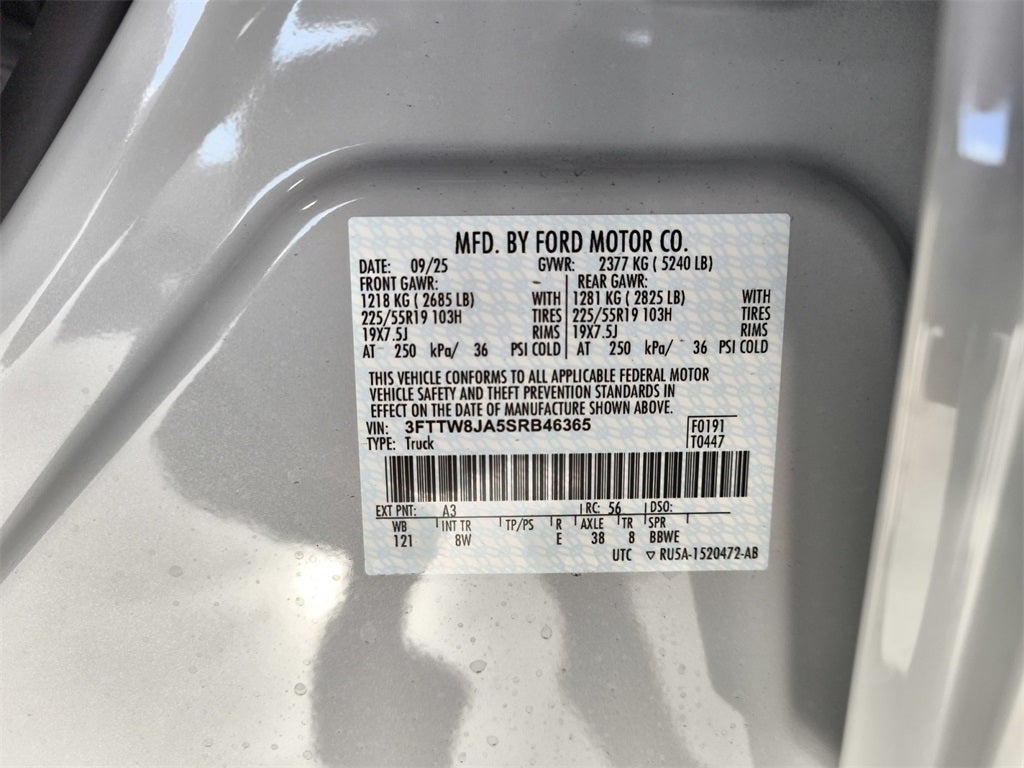 MFD. BY FORD MOTOR CO.
DATE: 09/25 GVWR: 2377 KG ( 5240 LB)
FRONT GAWR: REAR GAWR:
1218 KG ( 2685 LB) WITH 1281 KG ( 2825 LB) WITH
225/55R19 103H TIRES 225/55R19 103H TIRES
19X7.5J RIMS 19X7.5J RIMS
AT 250 kPa/ 36 PSI COLD AT 250 kPa/ 36 PSI COLD
THIS VEHICLE CONFORMS TO ALL APPLICABLE FEDERAL MOTOR
VEHICLE SAFETY AND THEFT PREVENTION STANDARDS IN
EFFECT ON THE DATE OF MANUFACTURE SHOWN ABOVE.
VIN: 3FTTW8JA5SRB46365 F0191
TYPE: Truck T0447
EXT PNT: A3 RC: 56 DSO:
WB INT TR TP/PS R AXLE TR SPR
121 8W E 38 8 BBWE
UTC ▽ RU5A-1520472-AB